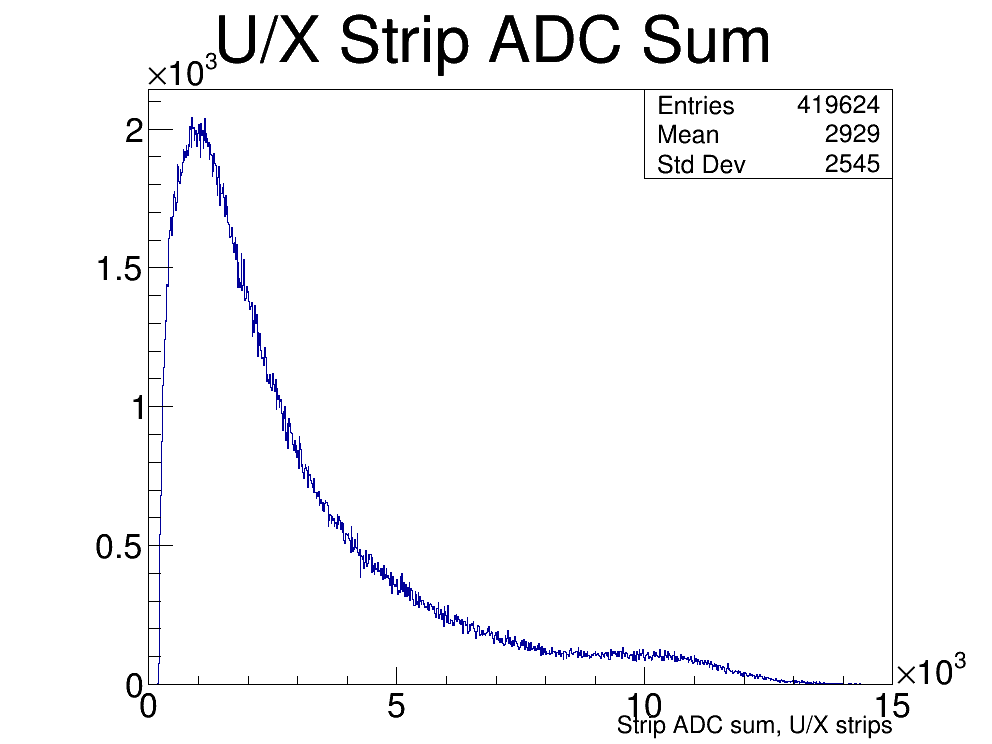 U/X Strip ADC Sum
×10³
Entries 419624
Mean 2929
Std Dev 2545
2
1.5
1
0.5
0
0 5 10 15
×10³
Strip ADC sum, U/X strips